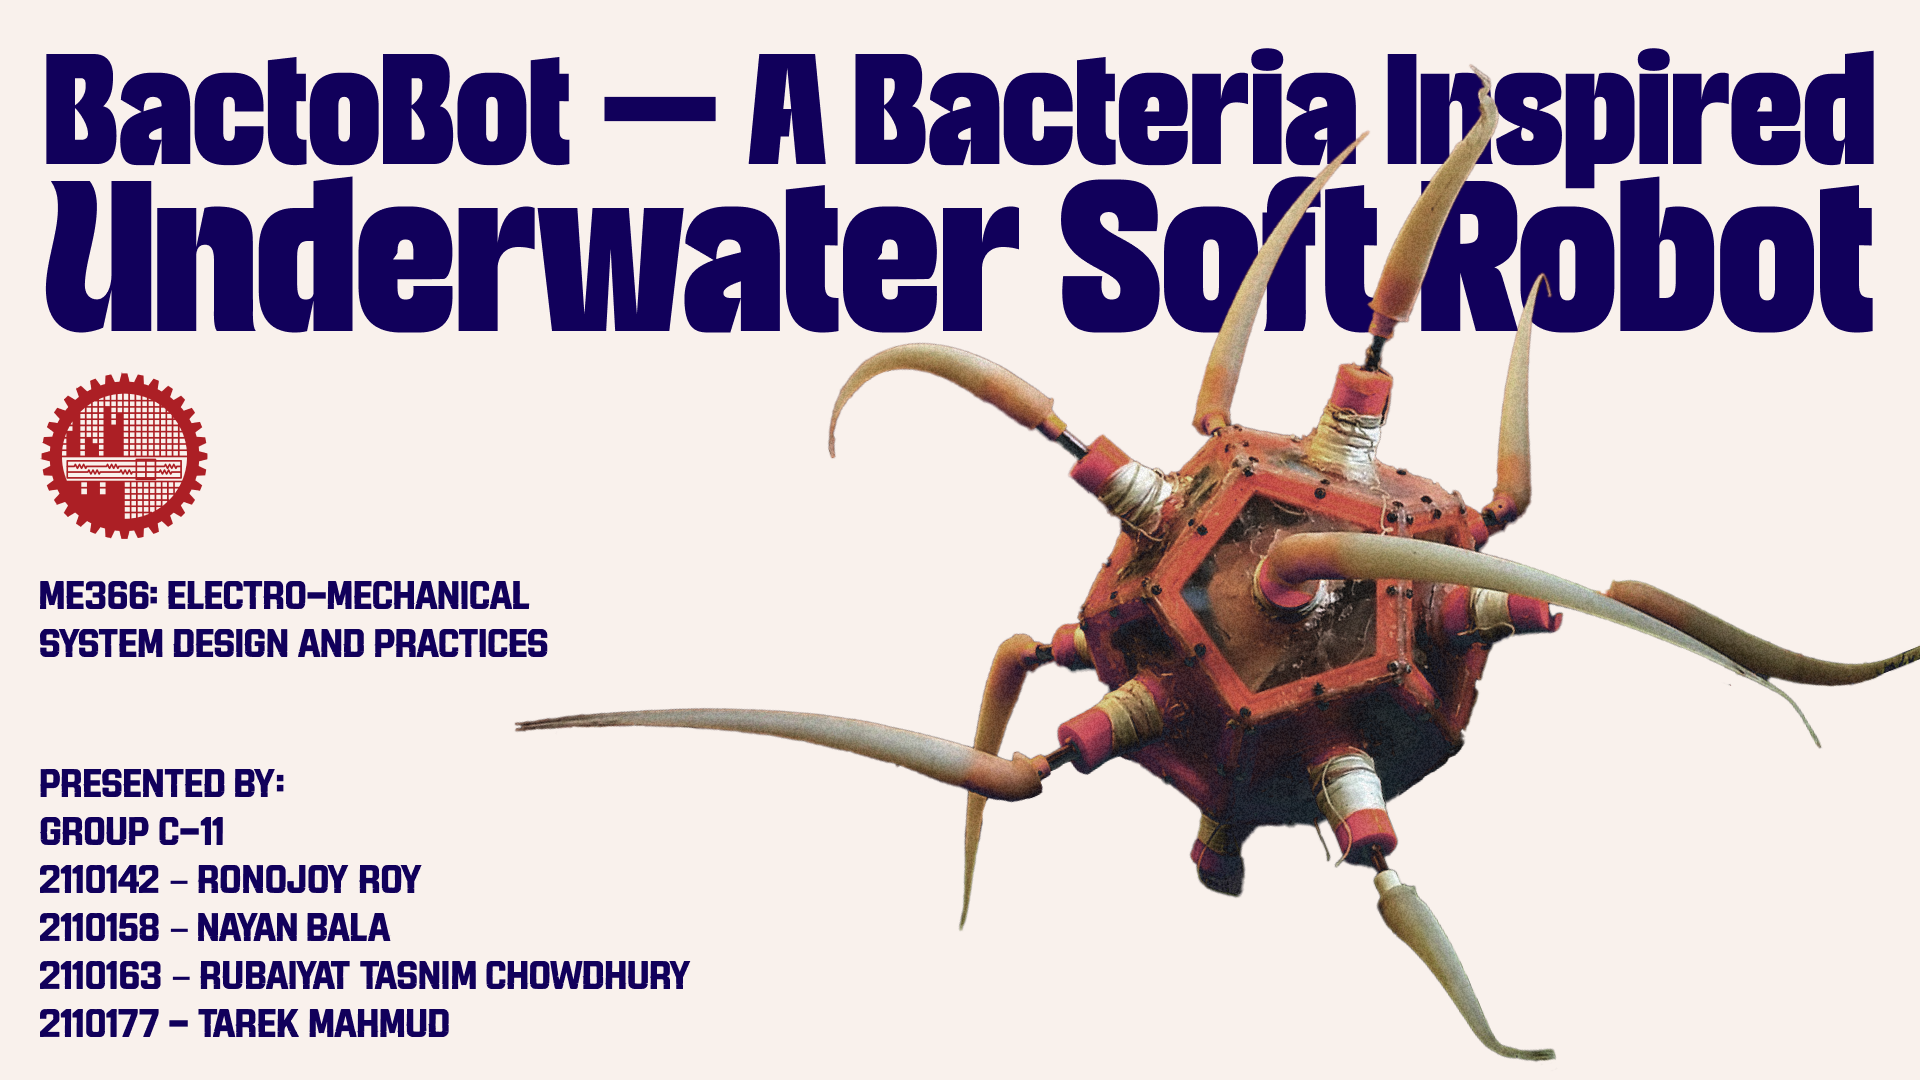 BactoBot — A Bacteria Inspired
Underwater Soft Robot
ME366: ELECTRO–MECHANICAL
SYSTEM DESIGN AND PRACTICES
PRESENTED BY:
GROUP C–11
2110142 – RONOJOY ROY
2110158 – NAYAN BALA
2110163 – RUBAIYAT TASNIM CHOWDHURY
2110177 – TAREK MAHMUD